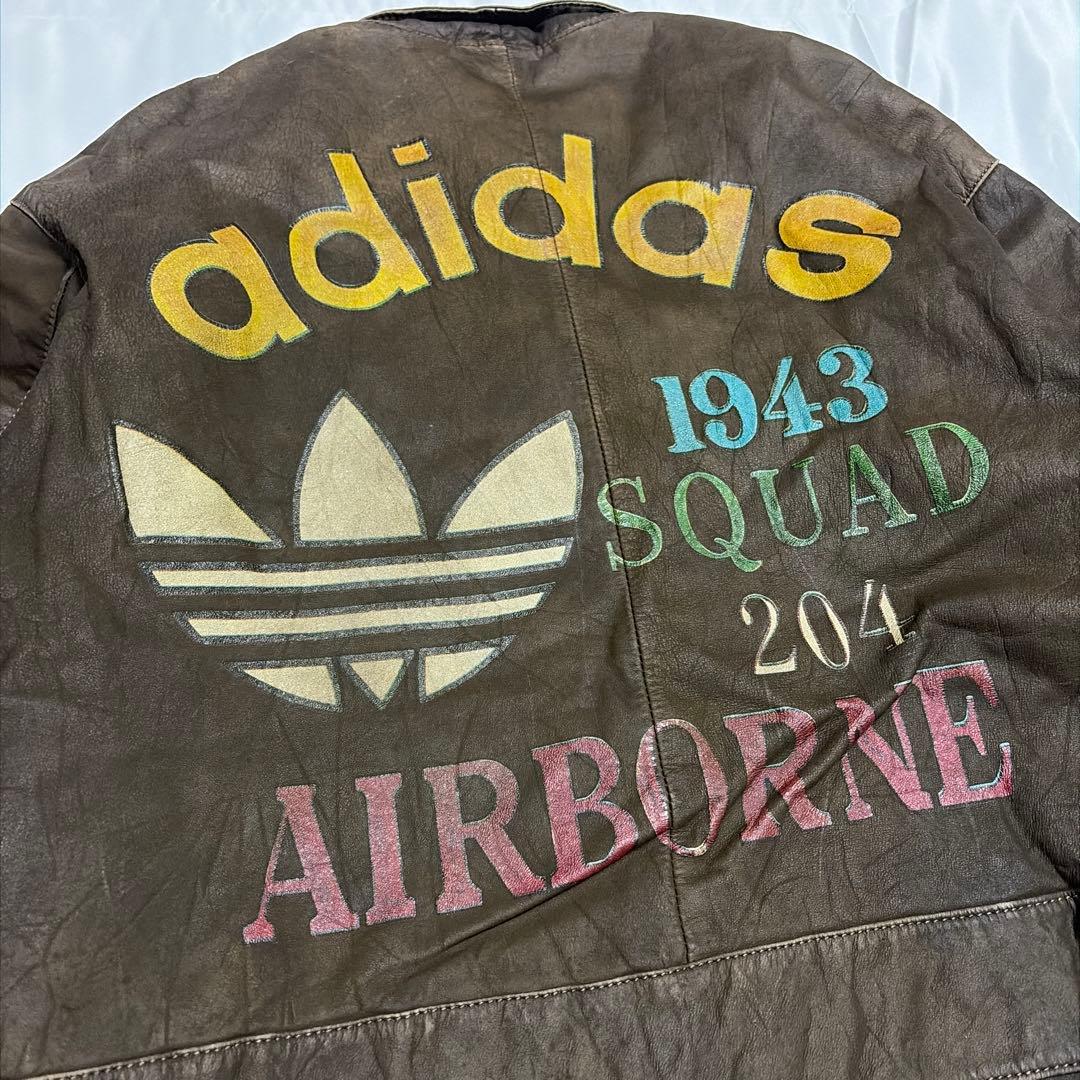 adidas
1943
SQUAD
204
AIRBORNE